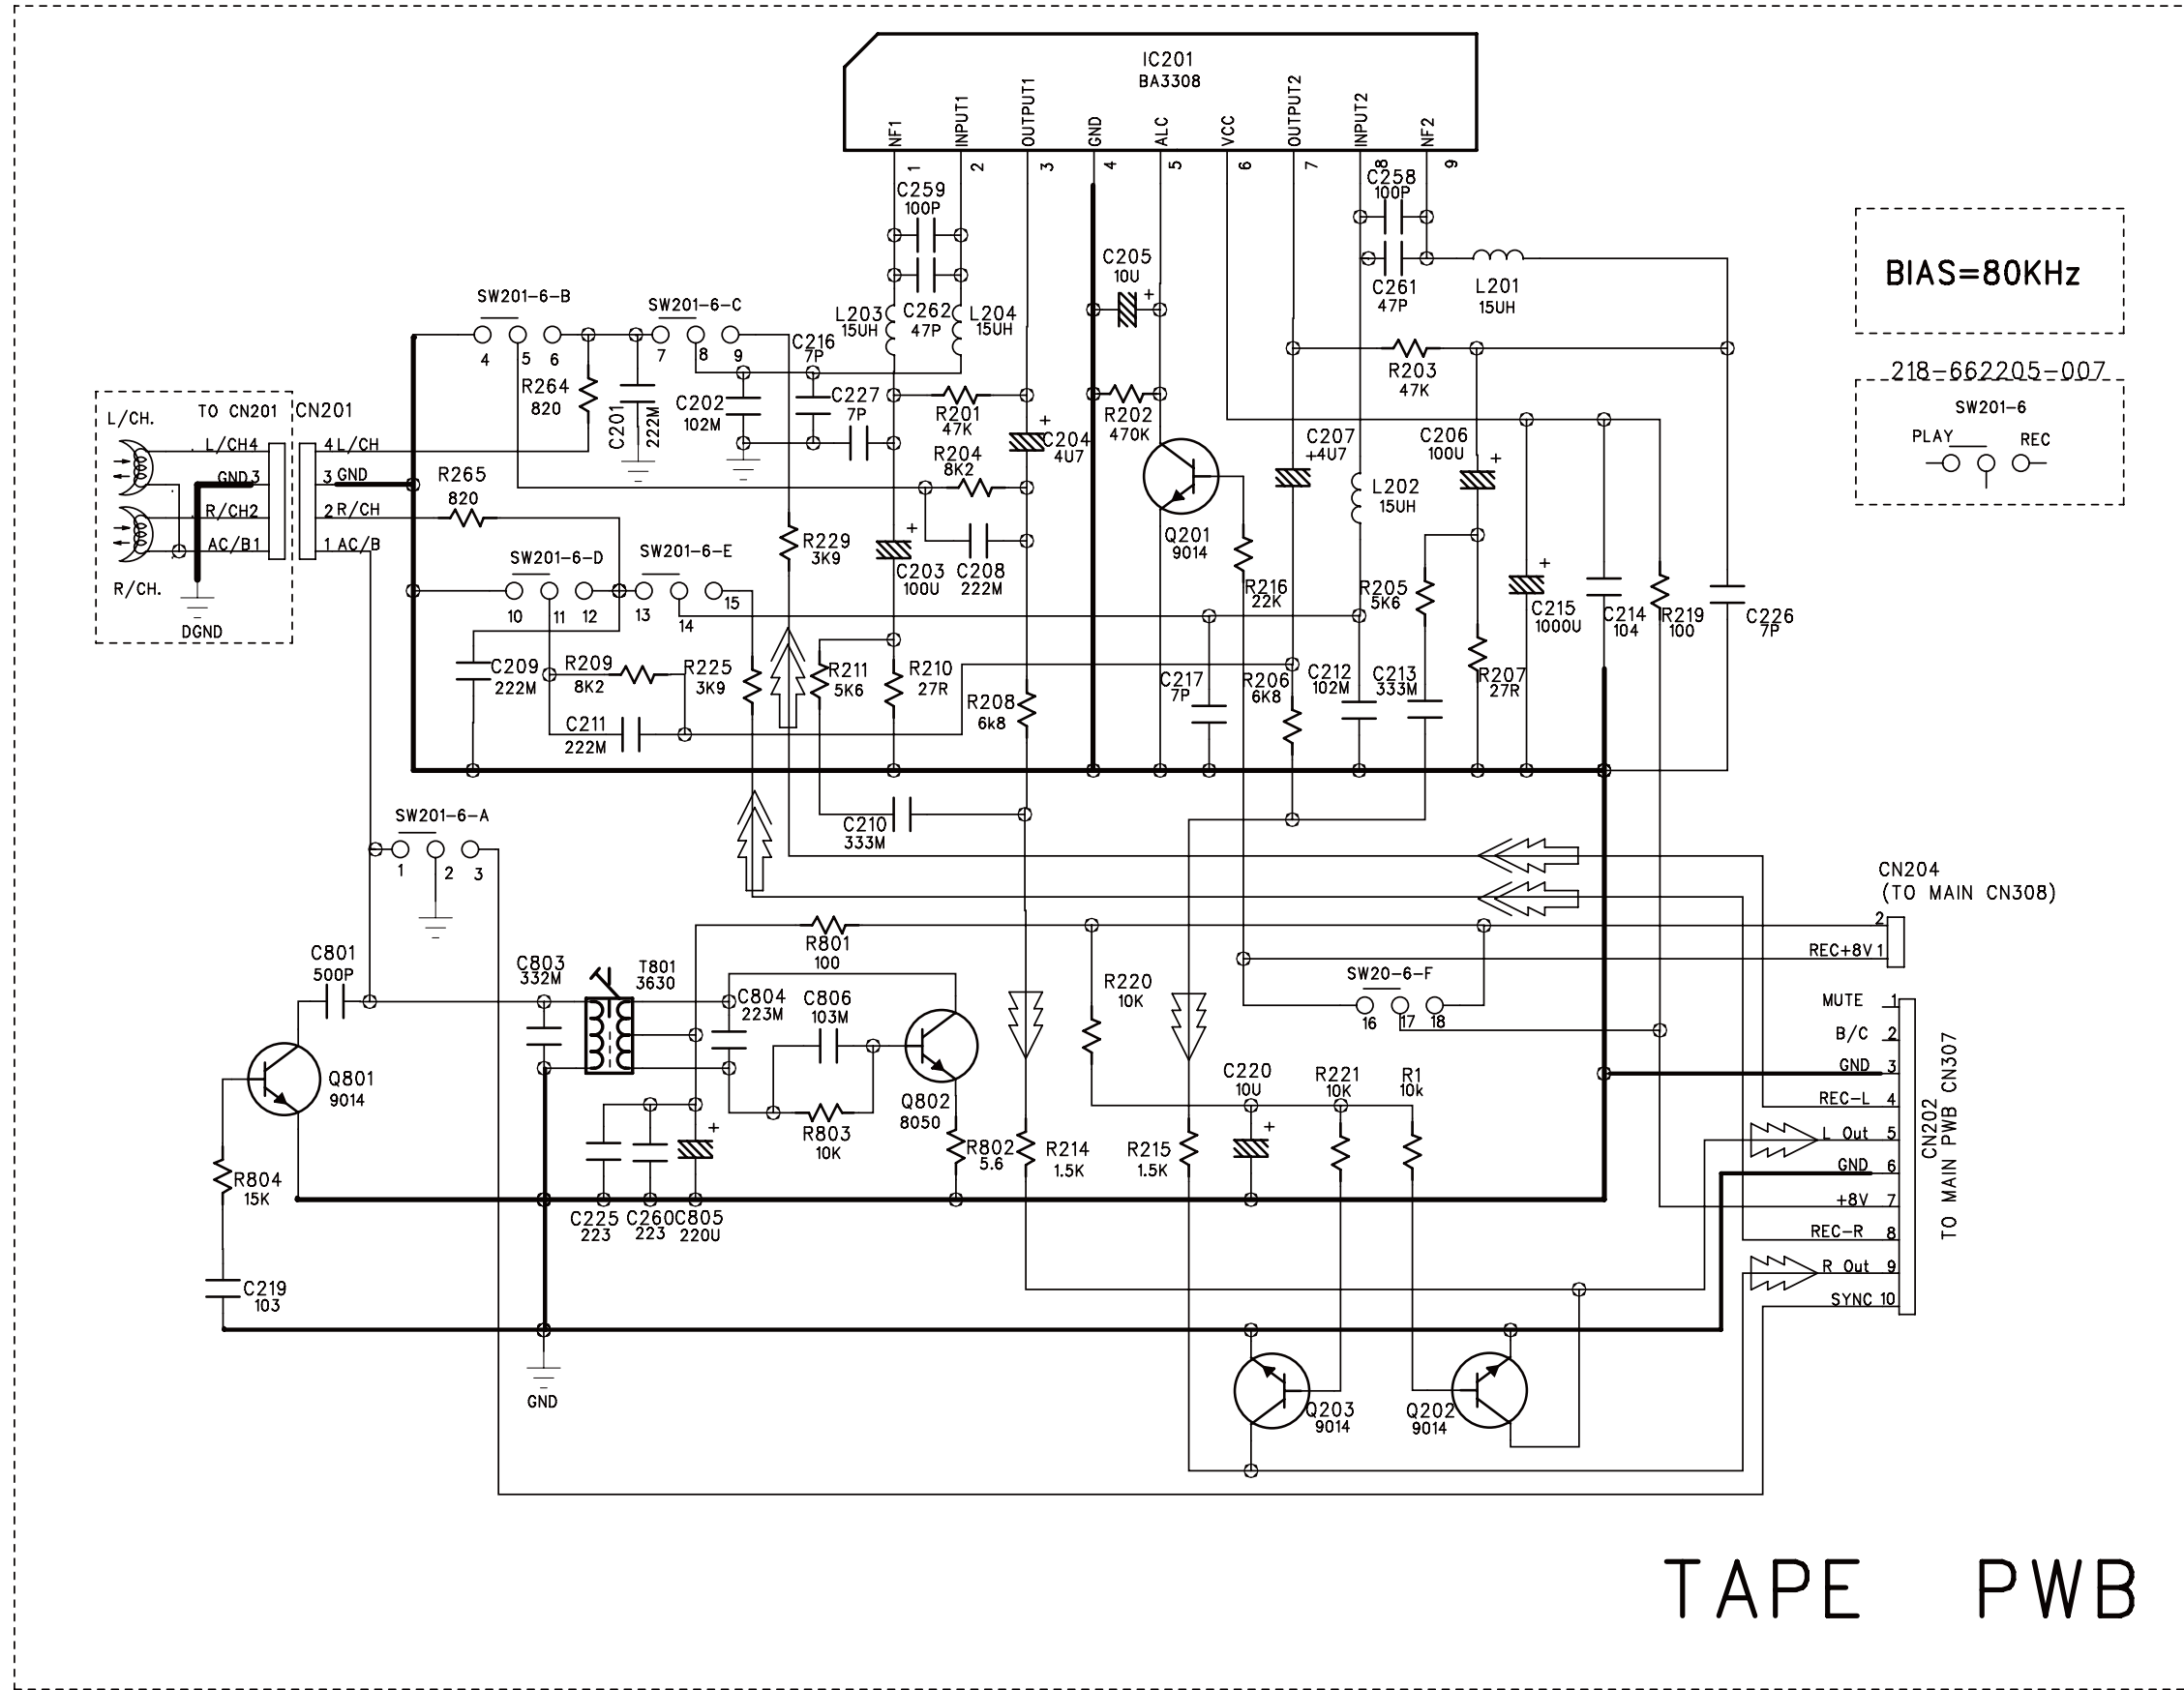 IC201
BA3308
NF1
INPUT1
OUTPUT1
GND
ALC
VCC
OUTPUT2
INPUT2
NF2
1
2
3
4
5
6
7
8
9
C259
100P
C258
100P
C205
10U
C261
47P
L201
15UH
BIAS=80KHz
SW201-6-B
SW201-6-C
L203
15UH
C262
47P
L204
15UH
4
5
6
7
8
9
C216
7P
R203
47K
218-662205-007
SW201-6
PLAY
REC
R264
820
C201
222M
C202
102M
C227
7P
R201
47K
R202
470K
C204
4U7
C207
+4U7
C206
100U
L/CH.
TO CN201
CN201
L/CH4
4 L/CH
GND 3
3 GND
R/CH2
2 R/CH
AC/B1
1 AC/B
R/CH.
DGND
R265
820
R204
8K2
L202
15UH
Q201
9014
R229
3K9
C203
100U
C208
222M
SW201-6-D
SW201-6-E
10
11
12
13
14
15
R216
22K
R205
5K6
C215
1000U
C214
104
R219
100
C226
7P
C209
222M
R209
8K2
R225
3K9
R211
5K6
R210
27R
R208
6k8
C217
7P
R206
6K8
C212
102M
C213
333M
R207
27R
C211
222M
C210
333M
SW201-6-A
1
2
3
CN204
(TO MAIN CN308)
2
REC+8V 1
C801
500P
C803
332M
T801
3630
R801
100
C804
223M
C806
103M
R220
10K
SW20-6-F
16
17
18
MUTE 1
B/C 2
GND 3
REC-L 4
L Out 5
GND 6
+8V 7
REC-R 8
R Out 9
SYNC 10
CN202
TO MAIN PWB CN307
Q801
9014
Q802
8050
R803
10K
R802
5.6
R214
1.5K
R215
1.5K
C220
10U
R221
10K
R1
10k
R804
15K
C225
223
C260
223
C805
220U
C219
103
GND
Q203
9014
Q202
9014
TAPE PWB